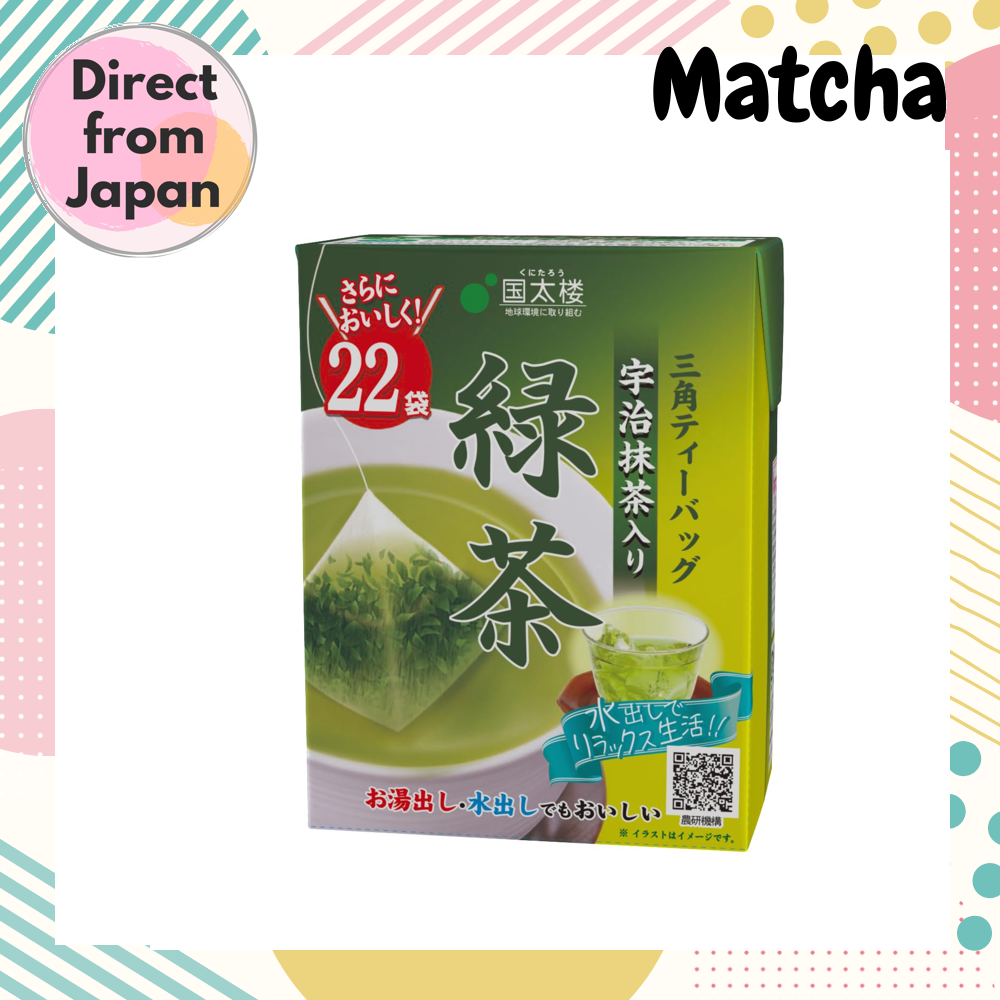 Direct
from
Japan
Matcha
さらに
おいしく!
22袋
くにたろう
国太楼
地球環境に取り組む
緑茶
宇治抹茶入り
三角ティーバッグ
水出しで
リラックス生活!!
お湯出し・水出しでもおいしい
農研機構
※イラストはイメージです。